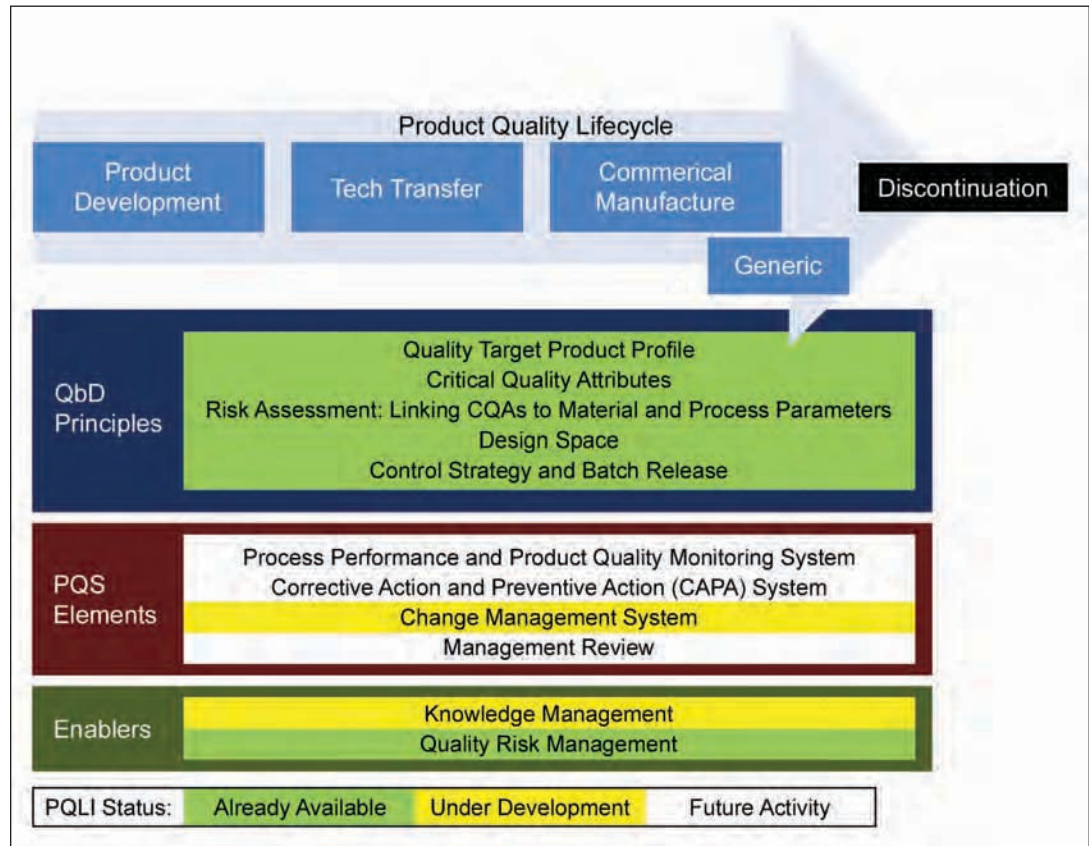 Product Quality Lifecycle
Product
Development
Tech Transfer
Commerical
Manufacture
Discontinuation
Generic
QbD
Principles
Quality Target Product Profile
Critical Quality Attributes
Risk Assessment: Linking CQAs to Material and Process Parameters
Design Space
Control Strategy and Batch Release
PQS
Elements
Process Performance and Product Quality Monitoring System
Corrective Action and Preventive Action (CAPA) System
Change Management System
Management Review
Enablers
Knowledge Management
Quality Risk Management
PQLI Status: Already Available Under Development Future Activity